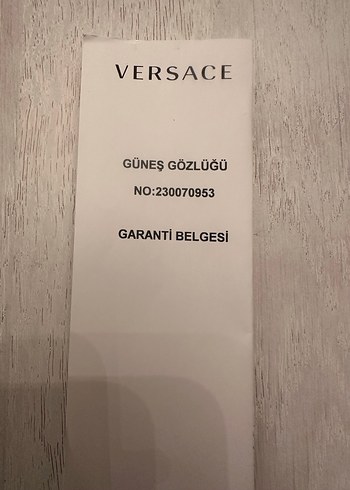 VERSACE
GÜNEŞ GÖZLÜĞÜ
NO:230070953
GARANTİ BELGESİ